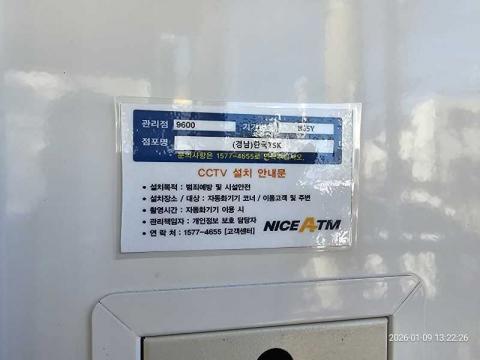 관리점 9600 기기번호
점포명 (경남)한국TSK
문의사항은 1577-4655로 연락주십시오.
CCTV 설치 안내문
• 설치목적 : 범죄예방 및 시설안전
• 설치장소 / 대상 : 자동화기기 코너 / 이용고객 및 주변
• 촬영시간 : 자동화기기 이용 시
• 관리책임자 : 개인정보 보호 담당자
• 연 락 처 : 1577-4655 [고객센터]
NICE ATM
2026-01-09 13:22:26